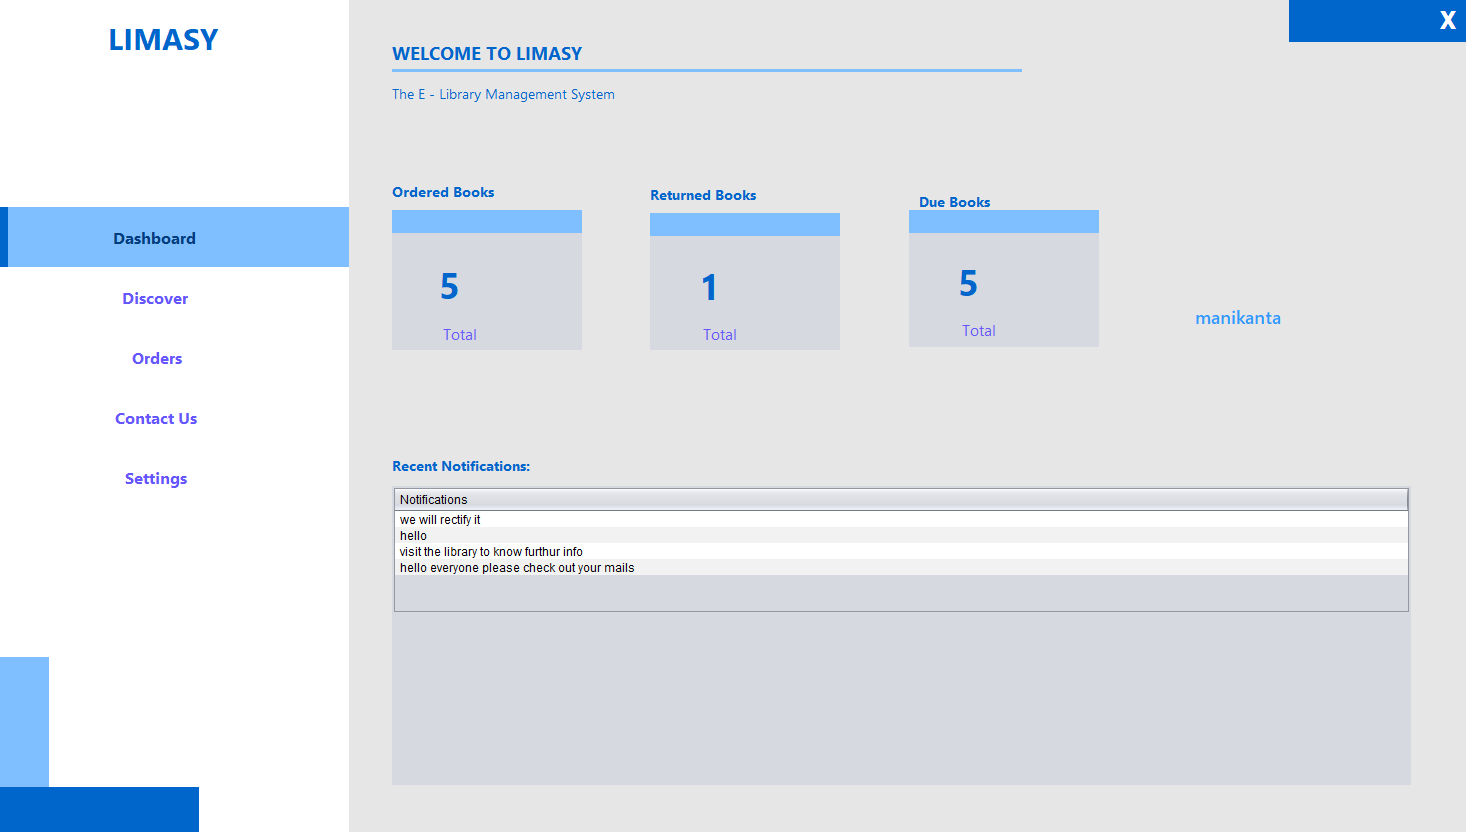 LIMASY
X
WELCOME TO LIMASY
The E - Library Management System
Ordered Books
Returned Books
Due Books
Dashboard
5
1
5
Discover
Total
Total
Total
manikanta
Orders
Contact Us
Settings
Recent Notifications:
Notifications
we will rectify it
hello
visit the library to know furthur info
hello everyone please check out your mails